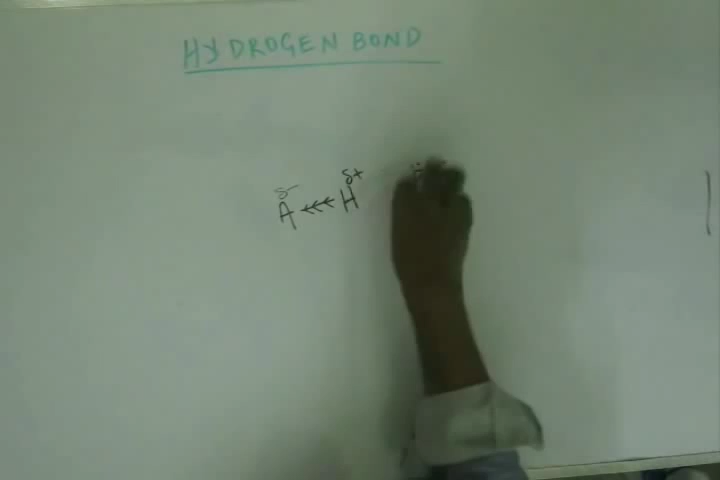 HYDROGEN BOND
δ- δ+
A H